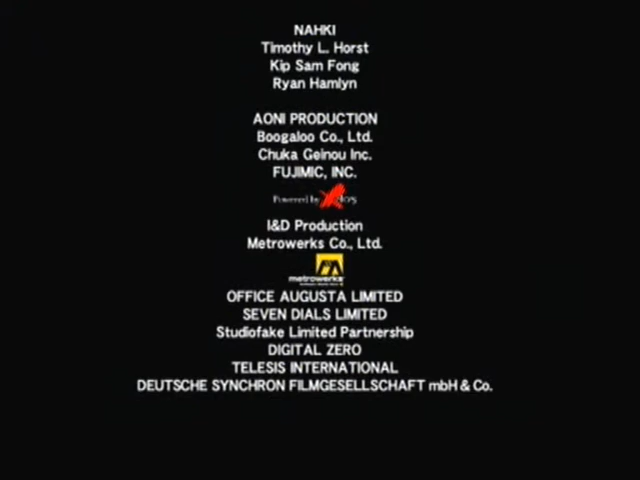 NAHKI
Timothy L. Horst
Kip Sam Fong
Ryan Hamlyn
AONI PRODUCTION
Boogaloo Co., Ltd.
Chuka Geinou Inc.
FUJIMIC, INC.
Powered by
I&D Production
Metrowerks Co., Ltd.
metrowerks
OFFICE AUGUSTA LIMITED
SEVEN DIALS LIMITED
Studiofake Limited Partnership
DIGITAL ZERO
TELESIS INTERNATIONAL
DEUTSCHE SYNCHRON FILMGESELLSCHAFT mbH & Co.